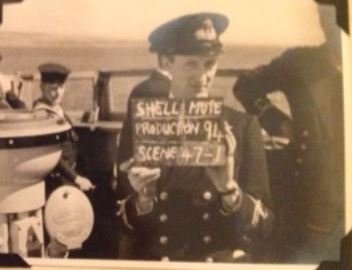 SHELL MUTE
PRODUCTION 94
SCENE 47-1